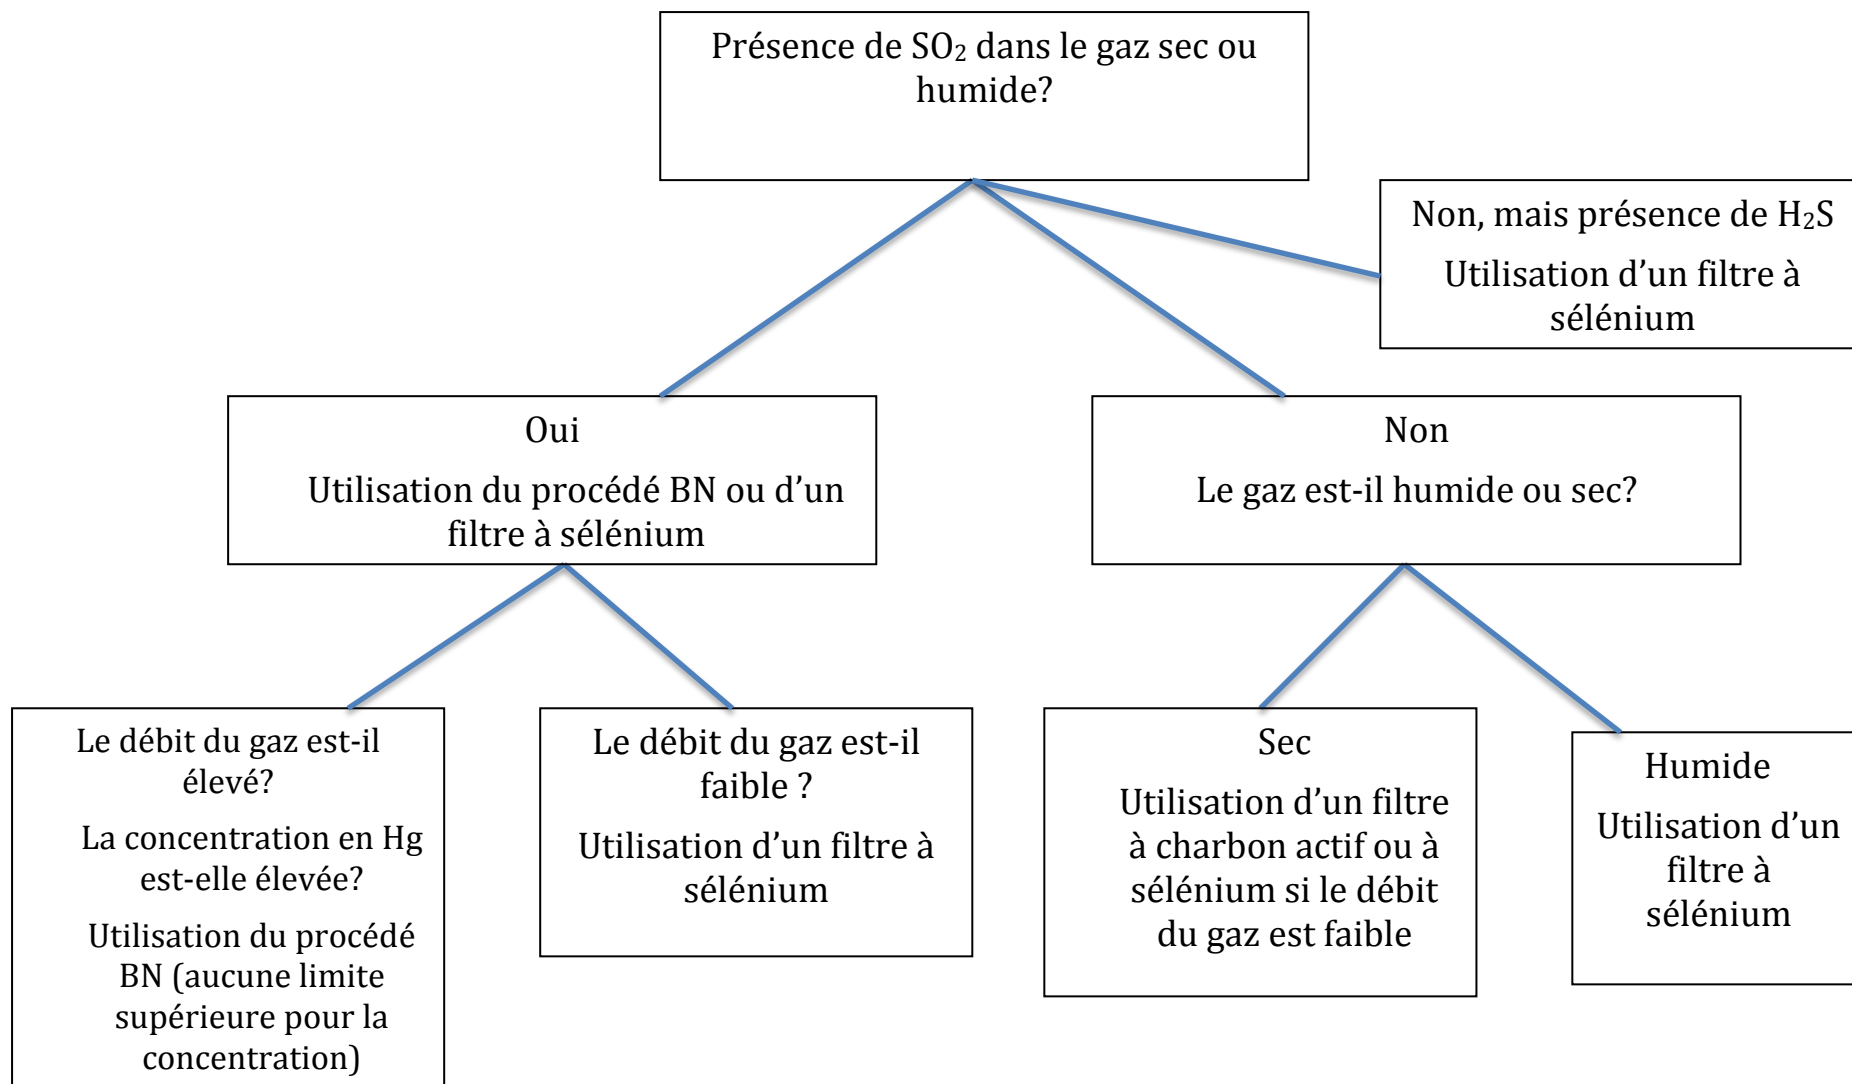 Présence de SO₂ dans le gaz sec ou
humide?
Non, mais présence de H₂S
Utilisation d’un filtre à
sélénium
Oui
Utilisation du procédé BN ou d’un
filtre à sélénium
Non
Le gaz est-il humide ou sec?
Le débit du gaz est-il
élevé?
La concentration en Hg
est-elle élevée?
Utilisation du procédé
BN (aucune limite
supérieure pour la
concentration)
Le débit du gaz est-il
faible ?
Utilisation d’un filtre à
sélénium
Sec
Utilisation d’un filtre
à charbon actif ou à
sélénium si le débit
du gaz est faible
Humide
Utilisation d’un
filtre à
sélénium